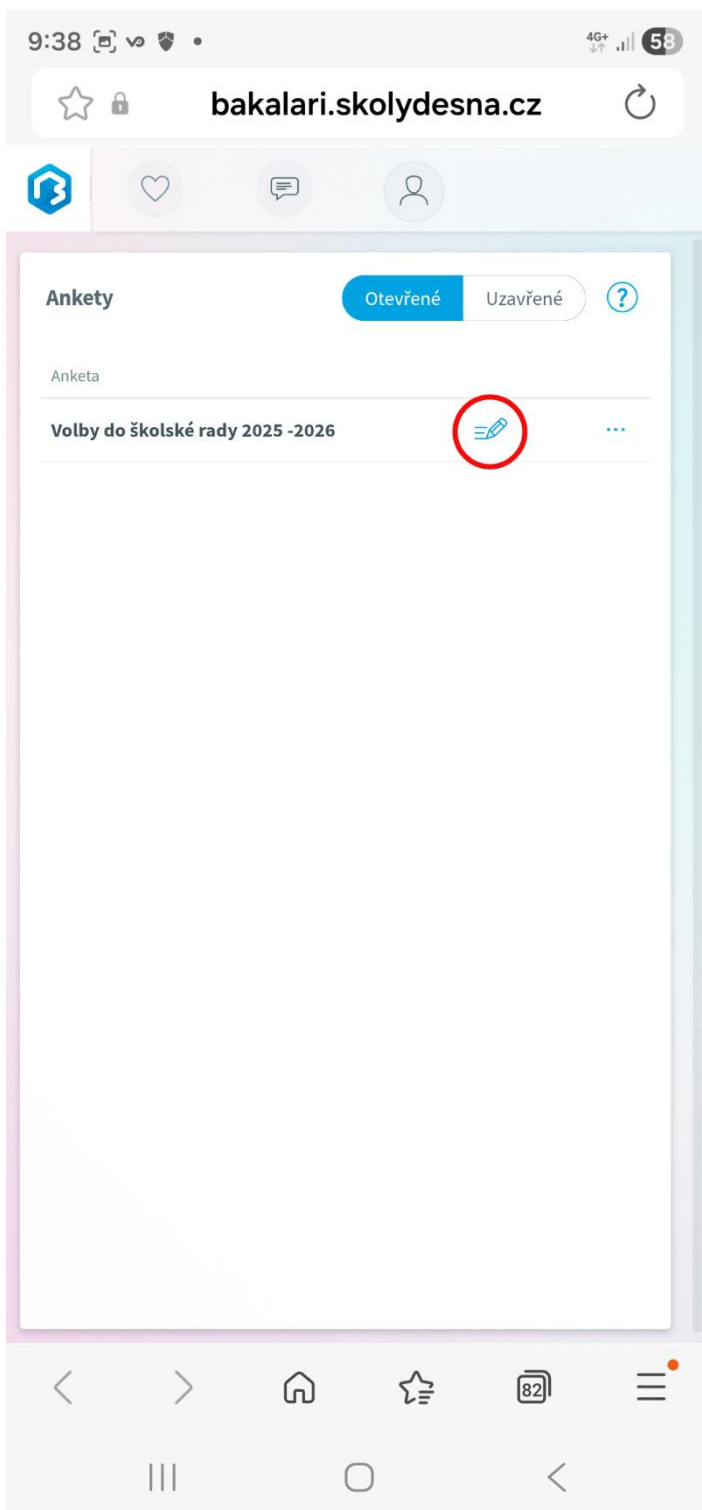 9:38
4G+
58
bakalari.skolydesna.cz
Ankety
Otevřené
Uzavřené
?
Anketa
Volby do školské rady 2025 -2026
82